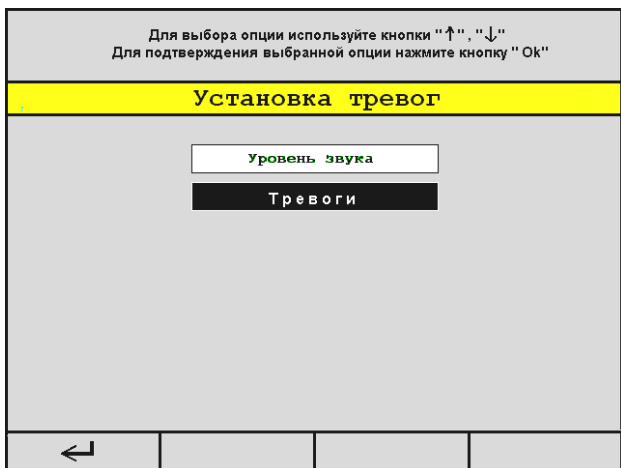 Для выбора опции используйте кнопки "↑", "↓"
Для подтверждения выбранной опции нажмите кнопку "Ok"
Установка тревог
Уровень звука
Тревоги